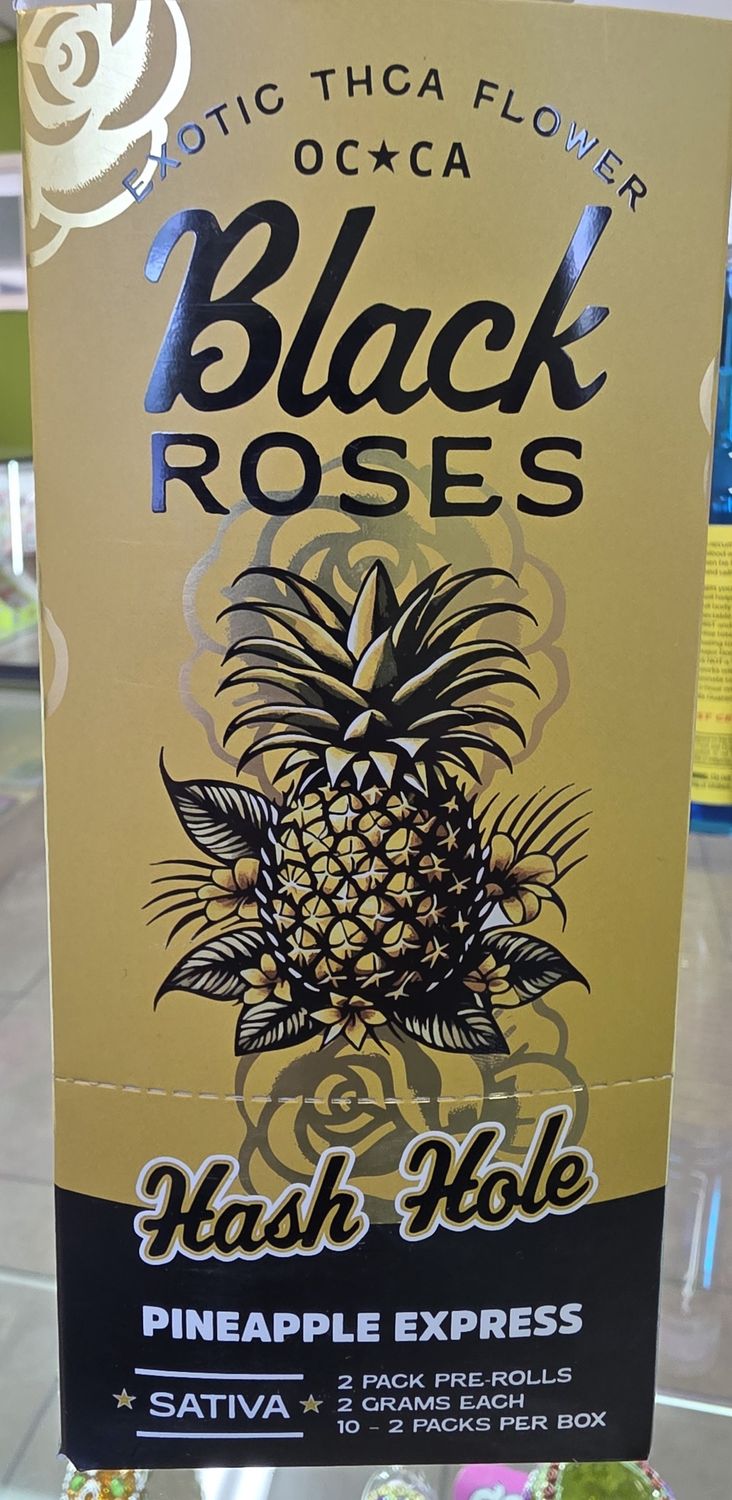 EXOTIC THCA FLOWER
OC★CA
Black
ROSES
Hash Hole
PINEAPPLE EXPRESS
★ SATIVA ★
2 PACK PRE-ROLLS
2 GRAMS EACH
10 - 2 PACKS PER BOX